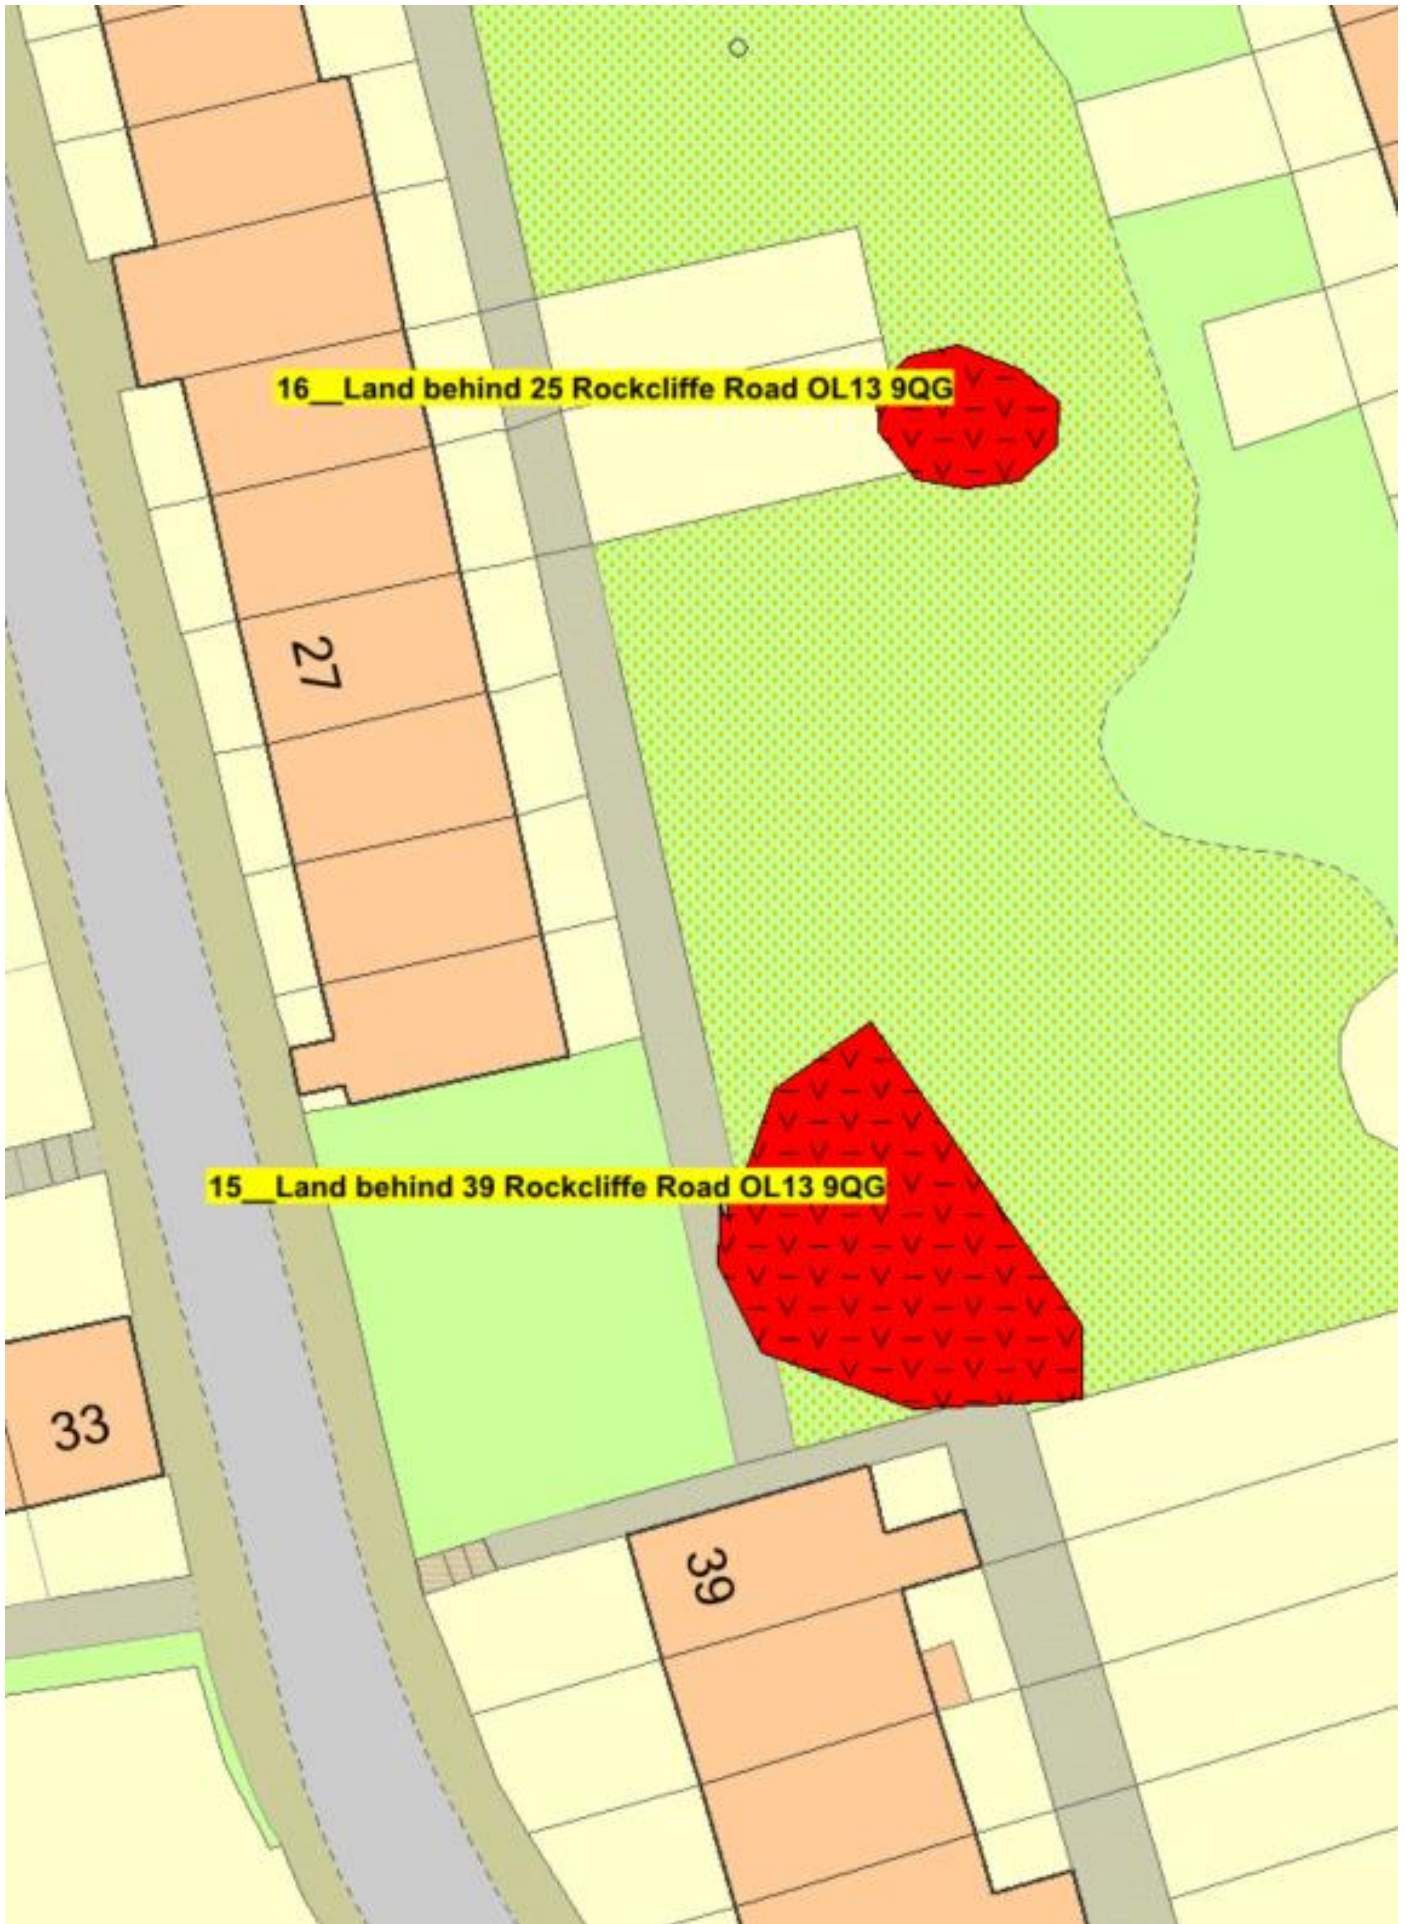 16__Land behind 25 Rockcliffe Road OL13 9QG
27
15__Land behind 39 Rockcliffe Road OL13 9QG
33
39